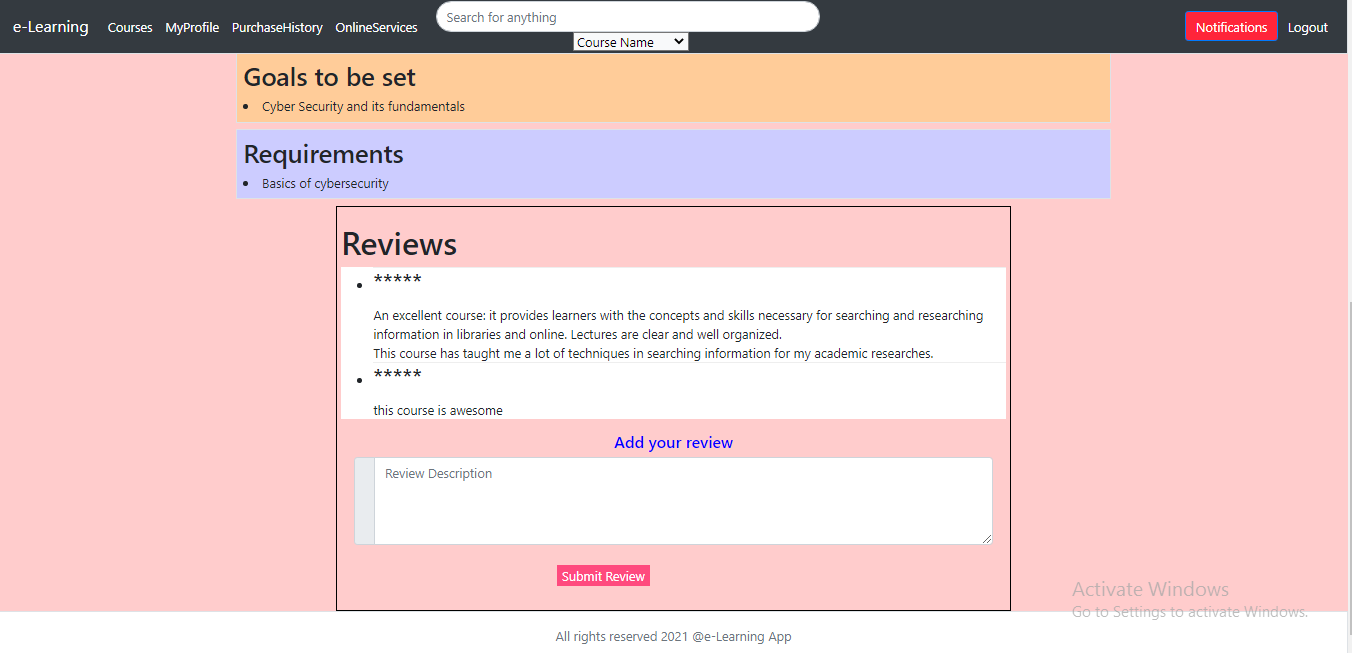 e-Learning Courses MyProfile PurchaseHistory OnlineServices Search for anything Notifications Logout
Course Name
Goals to be set
Cyber Security and its fundamentals
Requirements
Basics of cybersecurity
Reviews
*****
An excellent course: it provides learners with the concepts and skills necessary for searching and researching
information in libraries and online. Lectures are clear and well organized.
This course has taught me a lot of techniques in searching information for my academic researches.
*****
this course is awesome
Add your review
Review Description
Submit Review
Activate Windows
Go to Settings to activate Windows.
All rights reserved 2021 @e-Learning App